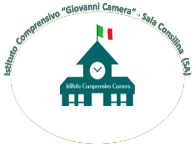 Istituto Comprensivo "Giovanni Camera" - Sala Consilina (SA)
Istituto Comprensivo Camera